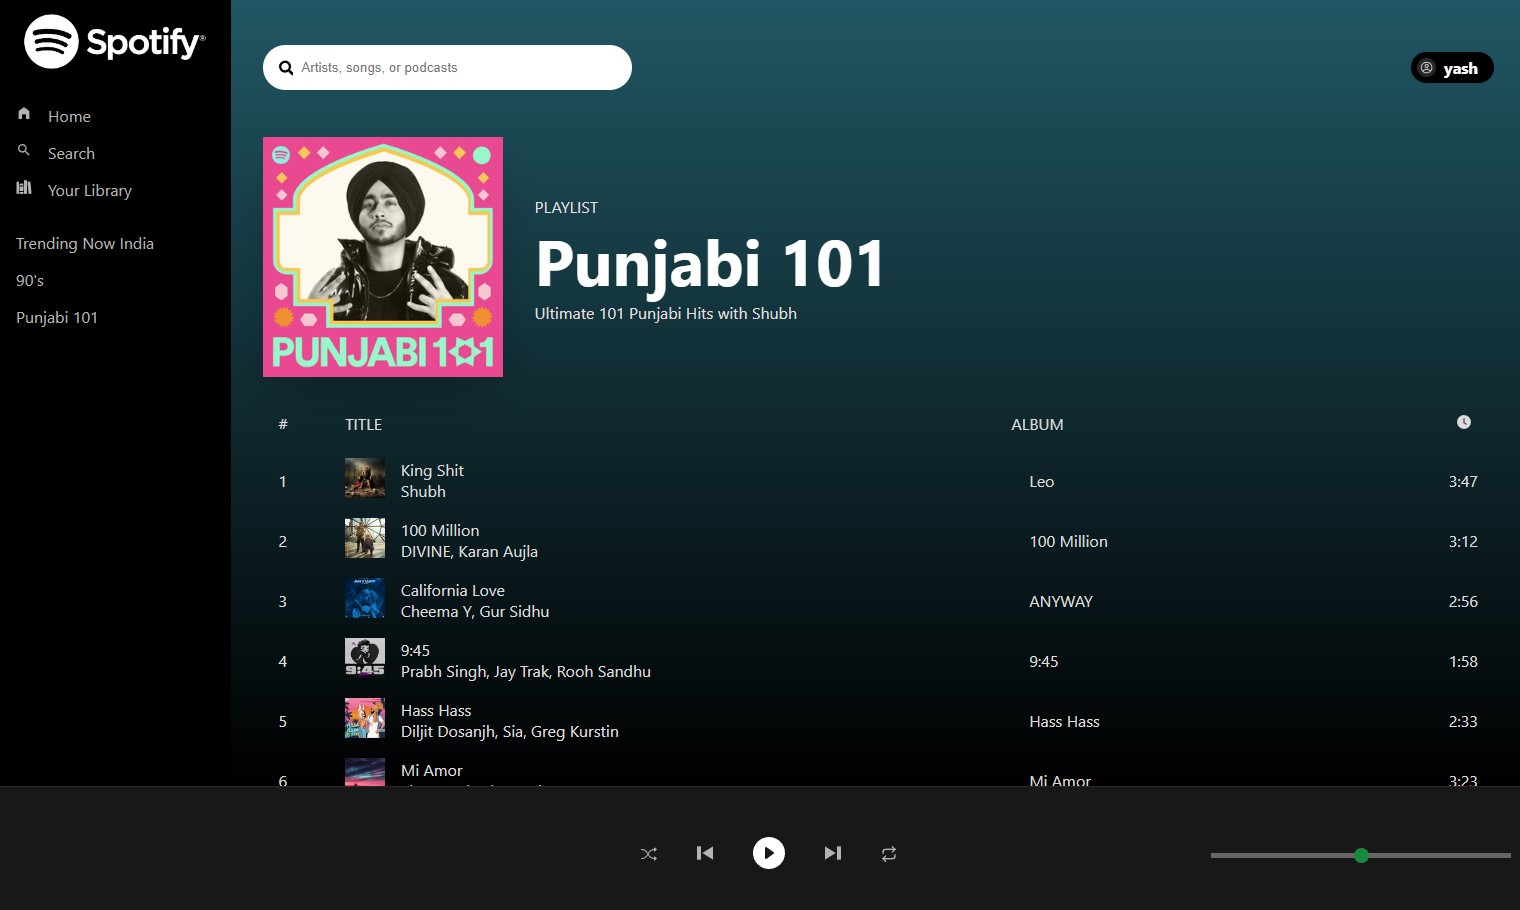 Spotify®
Home
Search
Your Library
Trending Now India
90's
Punjabi 101
Artists, songs, or podcasts
yash
PUNJABI 101
PLAYLIST
Punjabi 101
Ultimate 101 Punjabi Hits with Shubh
# TITLE ALBUM
1 King Shit Leo 3:47
Shubh
2 100 Million 100 Million 3:12
DIVINE, Karan Aujla
3 California Love ANYWAY 2:56
Cheema Y, Gur Sidhu
9:45
4 9:45 9:45 1:58
Prabh Singh, Jay Trak, Rooh Sandhu
5 Hass Hass Hass Hass 2:33
Diljit Dosanjh, Sia, Greg Kurstin
6 Mi Amor Mi Amor 3:23